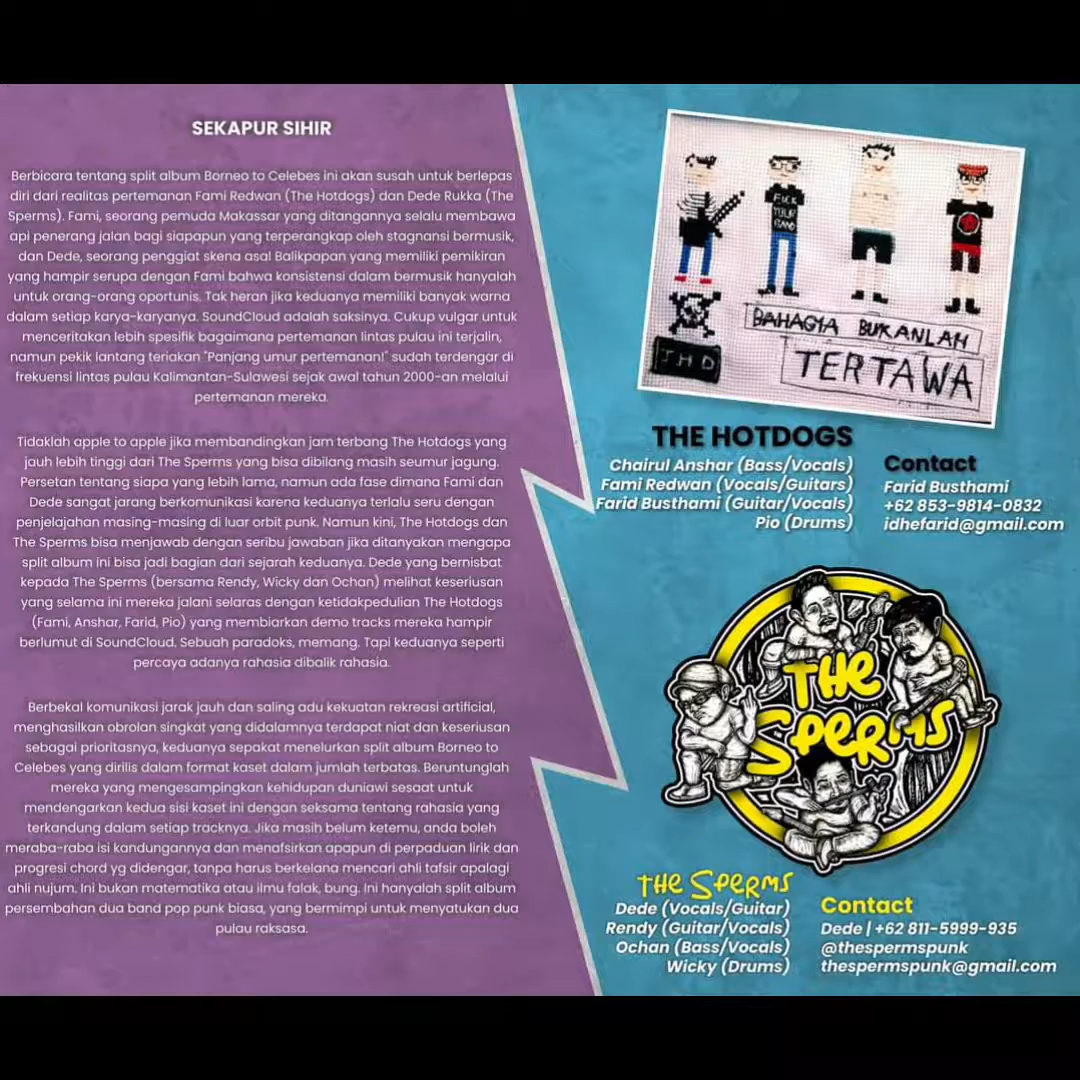 SEKAPUR SIHIR
Berbicara tentang split album Borneo to Celebes ini akan susah untuk berlepas
diri dari realitas pertemanan Fami Redwan (The Hotdogs) dan Dede Rukka (The
Sperms). Fami, seorang pemuda Makassar yang ditangannya selalu membawa
api penerang jalan bagi siapapun yang terperangkap oleh stagnansi bermusik,
dan Dede, seorang penggiat skena asal Balikpapan yang memiliki pemikiran
yang hampir serupa dengan Fami bahwa konsistensi dalam bermusik hanyalah
untuk orang-orang oportunis. Tak heran jika keduanya memiliki banyak warna
dalam setiap karya-karyanya. SoundCloud adalah saksinya. Cukup vulgar untuk
menceritakan lebih spesifik bagaimana pertemanan lintas pulau ini terjalin,
namun pekik lantang teriakan "Panjang umur pertemanan!" sudah terdengar di
frekuensi lintas pulau Kalimantan-Sulawesi sejak awal tahun 2000-an melalui
pertemanan mereka.
Tidaklah apple to apple jika membandingkan jam terbang The Hotdogs yang
jauh lebih tinggi dari The Sperms yang bisa dibilang masih seumur jagung.
Persetan tentang siapa yang lebih lama, namun ada fase dimana Fami dan
Dede sangat jarang berkomunikasi karena keduanya terlalu seru dengan
penjelajahan masing-masing di luar orbit punk. Namun kini, The Hotdogs dan
The Sperms bisa menjawab dengan seribu jawaban jika ditanyakan mengapa
split album ini bisa jadi bagian dari sejarah keduanya. Dede yang bernisbat
kepada The Sperms (bersama Rendy, Wicky dan Ochan) melihat keseriusan
yang selama ini mereka jalani selaras dengan ketidakpedulian The Hotdogs
(Fami, Anshar, Farid, Pio) yang membiarkan demo tracks mereka hampir
berlumut di SoundCloud. Sebuah paradoks, memang. Tapi keduanya seperti
percaya adanya rahasia dibalik rahasia.
Berbekal komunikasi jarak jauh dan saling adu kekuatan rekreasi artificial,
menghasilkan obrolan singkat yang didalamnya terdapat niat dan keseriusan
sebagai prioritasnya, keduanya sepakat menelurkan split album Borneo to
Celebes yang dirilis dalam format kaset dalam jumlah terbatas. Beruntunglah
mereka yang mengesampingkan kehidupan duniawi sesaat untuk
mendengarkan kedua sisi kaset ini dengan seksama tentang rahasia yang
terkandung dalam setiap tracknya. Jika masih belum ketemu, anda boleh
meraba-raba isi kandungannya dan menafsirkan apapun di perpaduan lirik dan
progresi chord yg didengar, tanpa harus berkelana mencari ahli tafsir apalagi
ahli nujum. Ini bukan matematika atau ilmu falak, bung. Ini hanyalah split album
persembahan dua band pop punk biasa, yang bermimpi untuk menyatukan dua
pulau raksasa.
FUCK
YOUR
BAND
BAHAGIA BUKANLAH
TERTAWA
THD
THE HOTDOGS
Chairul Anshar (Bass/Vocals)
Fami Redwan (Vocals/Guitars)
Farid Busthami (Guitar/Vocals)
Pio (Drums)
Contact
Farid Busthami
+62 853-9814-0832
idhefarid@gmail.com
THE SPERMS
THE SPERMS
Dede (Vocals/Guitar)
Rendy (Guitar/Vocals)
Ochan (Bass/Vocals)
Wicky (Drums)
Contact
Dede | +62 811-5999-935
@thespermspunk
thespermspunk@gmail.com